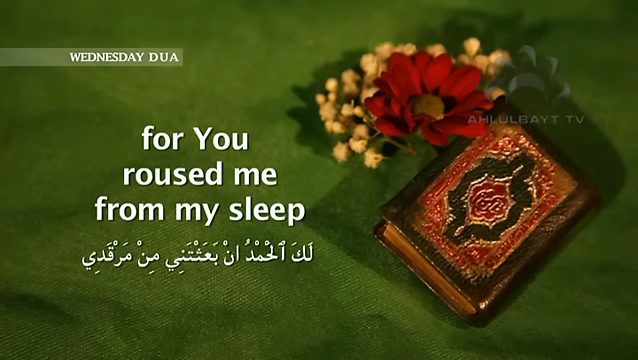 WEDNESDAY DUA
AHLULBAYT TV
for You
roused me
from my sleep
لَكَ ٱلْحَمْدُ انْ بَعَثْتَنِي مِنْ مَرْقَدِي